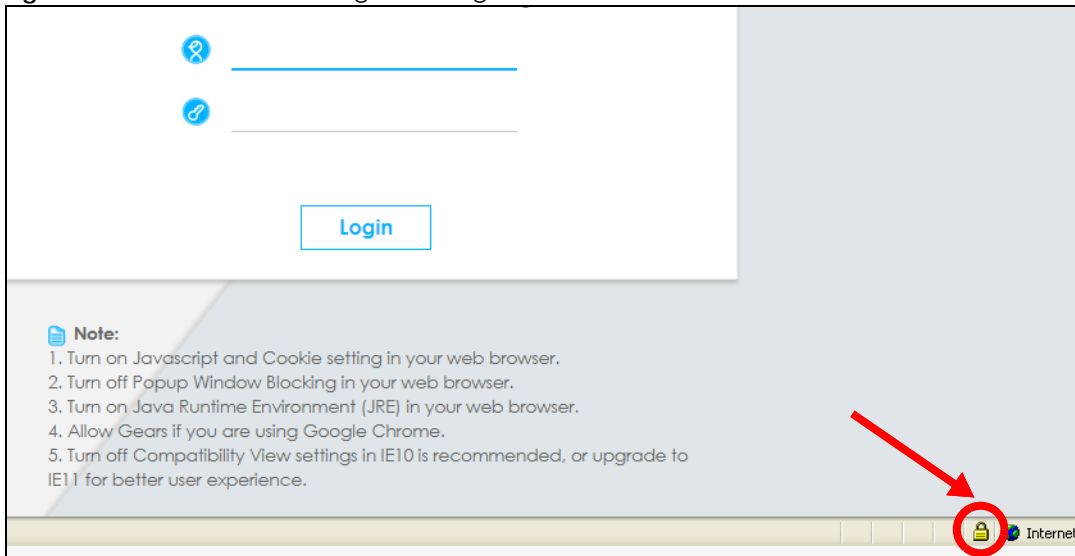 Login
Note:
1. Turn on Javascript and Cookie setting in your web browser.
2. Turn off Popup Window Blocking in your web browser.
3. Turn on Java Runtime Environment (JRE) in your web browser.
4. Allow Gears if you are using Google Chrome.
5. Turn off Compatibility View settings in IE10 is recommended, or upgrade to
IE11 for better user experience.
Internet